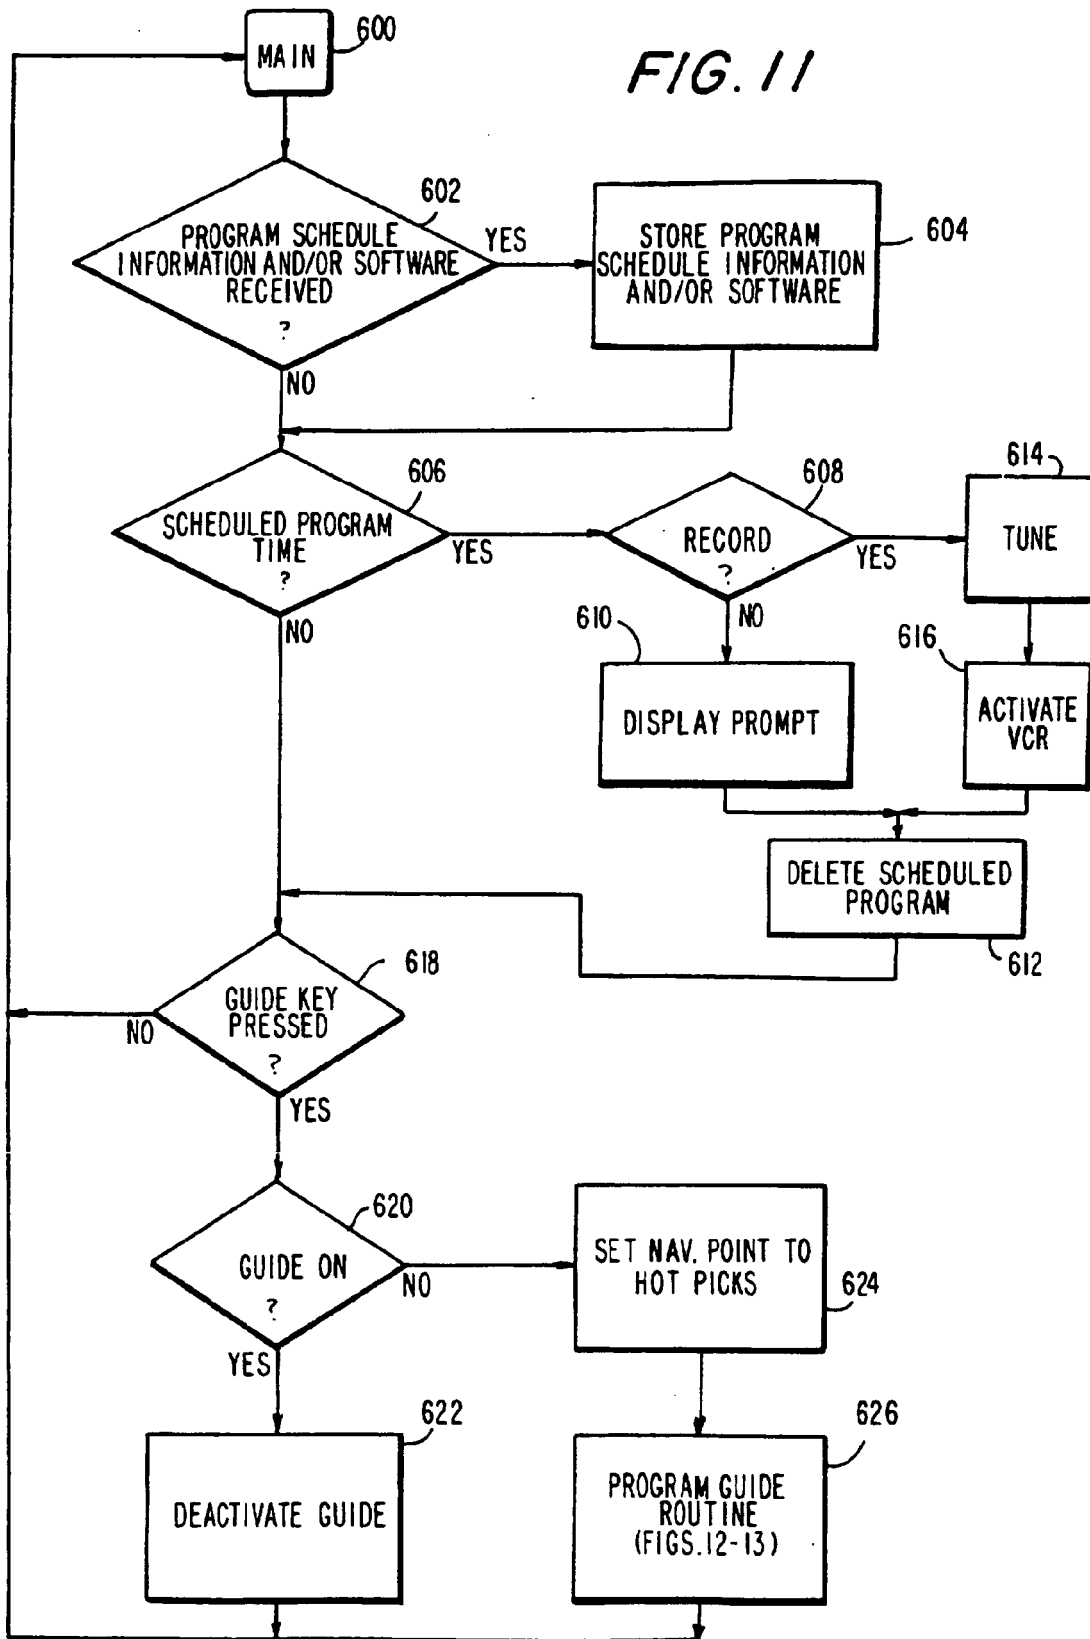 FIG. 11
MAIN
600
602
PROGRAM SCHEDULE
INFORMATION AND/OR SOFTWARE
RECEIVED
?
YES
NO
STORE PROGRAM
SCHEDULE INFORMATION
AND/OR SOFTWARE
604
606
SCHEDULED PROGRAM
TIME
?
YES
NO
608
RECORD
?
YES
NO
614
TUNE
610
DISPLAY PROMPT
616
ACTIVATE
VCR
DELETE SCHEDULED
PROGRAM
612
618
GUIDE KEY
PRESSED
?
NO
YES
620
GUIDE ON
?
NO
YES
SET NAV. POINT TO
HOT PICKS
624
622
DEACTIVATE GUIDE
626
PROGRAM GUIDE
ROUTINE
(FIGS.12-13)